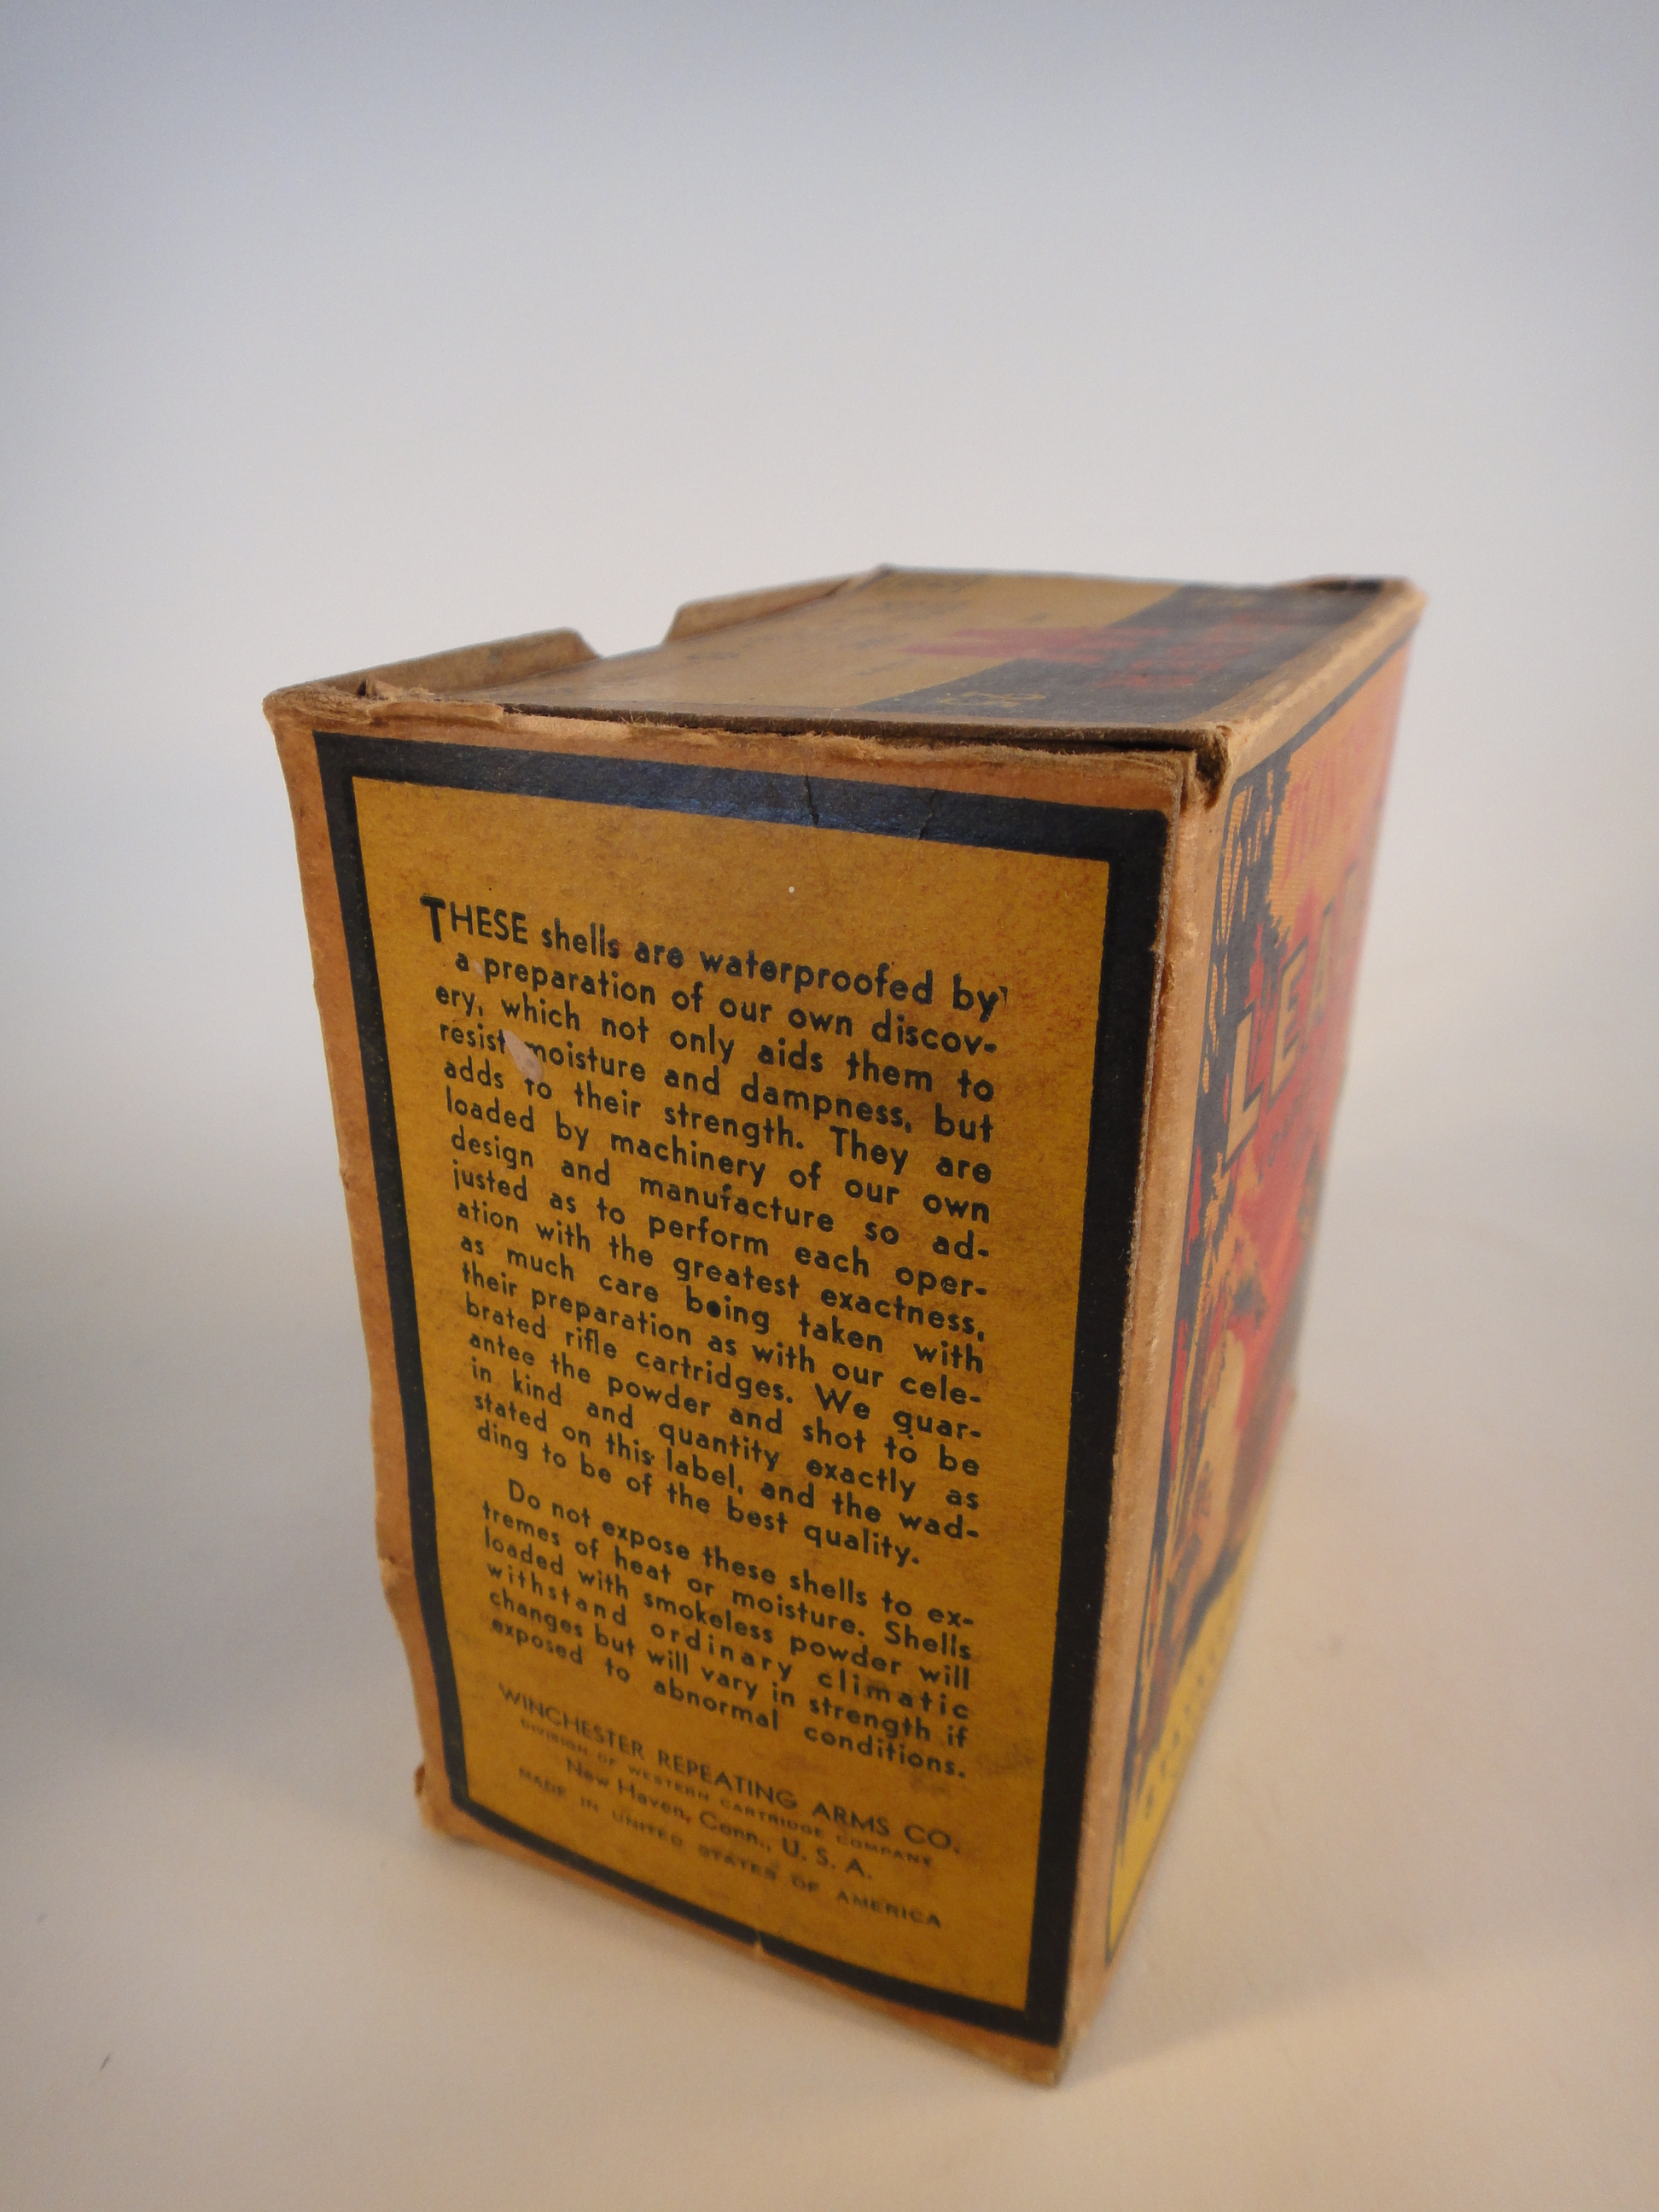 THESE shells are waterproofed by
a preparation of our own discov-
ery, which not only aids them to
resist moisture and dampness, but
adds to their strength. They are
loaded by machinery of our own
design and manufacture so ad-
justed as to perform each oper-
ation with the greatest exactness,
as much care being taken with
their preparation as with our cele-
brated rifle cartridges. We guar-
antee the powder and shot to be
in kind and quantity exactly as
stated on this label, and the wad-
ding to be of the best quality.
Do not expose these shells to ex-
tremes of heat or moisture. Shells
loaded with smokeless powder will
withstand ordinary climatic
changes but will vary in strength if
exposed to abnormal conditions.
WINCHESTER REPEATING ARMS CO.
DIVISION OF WESTERN CARTRIDGE COMPANY
New Haven, Conn., U. S. A.
MADE IN UNITED STATES OF AMERICA